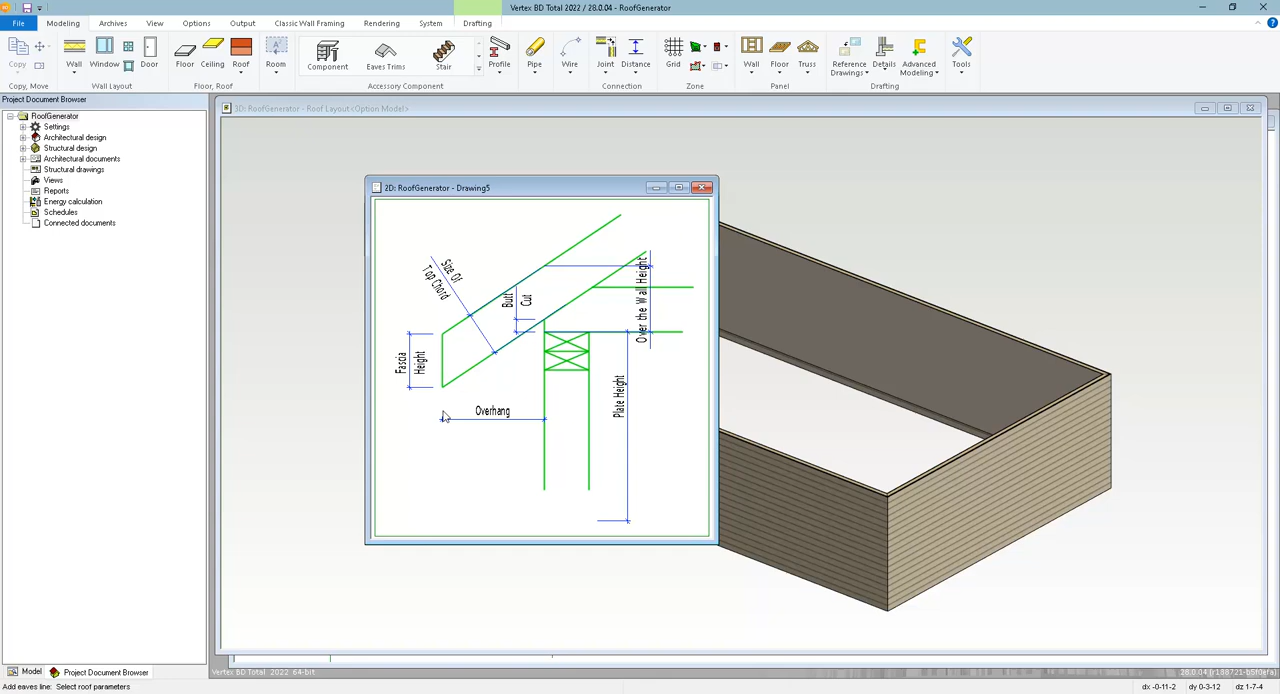 Vertex BD Total 2022 / 28.0.04 - RoofGenerator
File Modeling Archives View Options Output Classic Wall Framing Rendering System Drafting
Copy Wall Window Door Floor Ceiling Roof Room Component Eaves Trims Stair Profile Pipe Wire Joint Distance Grid Wall Floor Truss Reference Drawings Details Advanced Modeling Tools
Copy, Move Wall Layout Floor, Roof Accessory Component Connection Zone Panel Drafting
Project Document Browser
RoofGenerator
Settings
Architectural design
Structural design
Architectural documents
Structural drawings
Views
Reports
Energy calculation
Schedules
Connected documents
3D: RoofGenerator - Roof Layout <Option Model>
2D: RoofGenerator - Drawing5
Size Of
Top Chord
Butt
Cut
Over the Wall Height
Fascia
Height
Plate Height
Overhang
Model Project Document Browser
Vertex BD Total 2022 64-bit
Add eaves line: Select roof parameters
dx -0-11-2 dy 0-3-12 dz 1-7-4